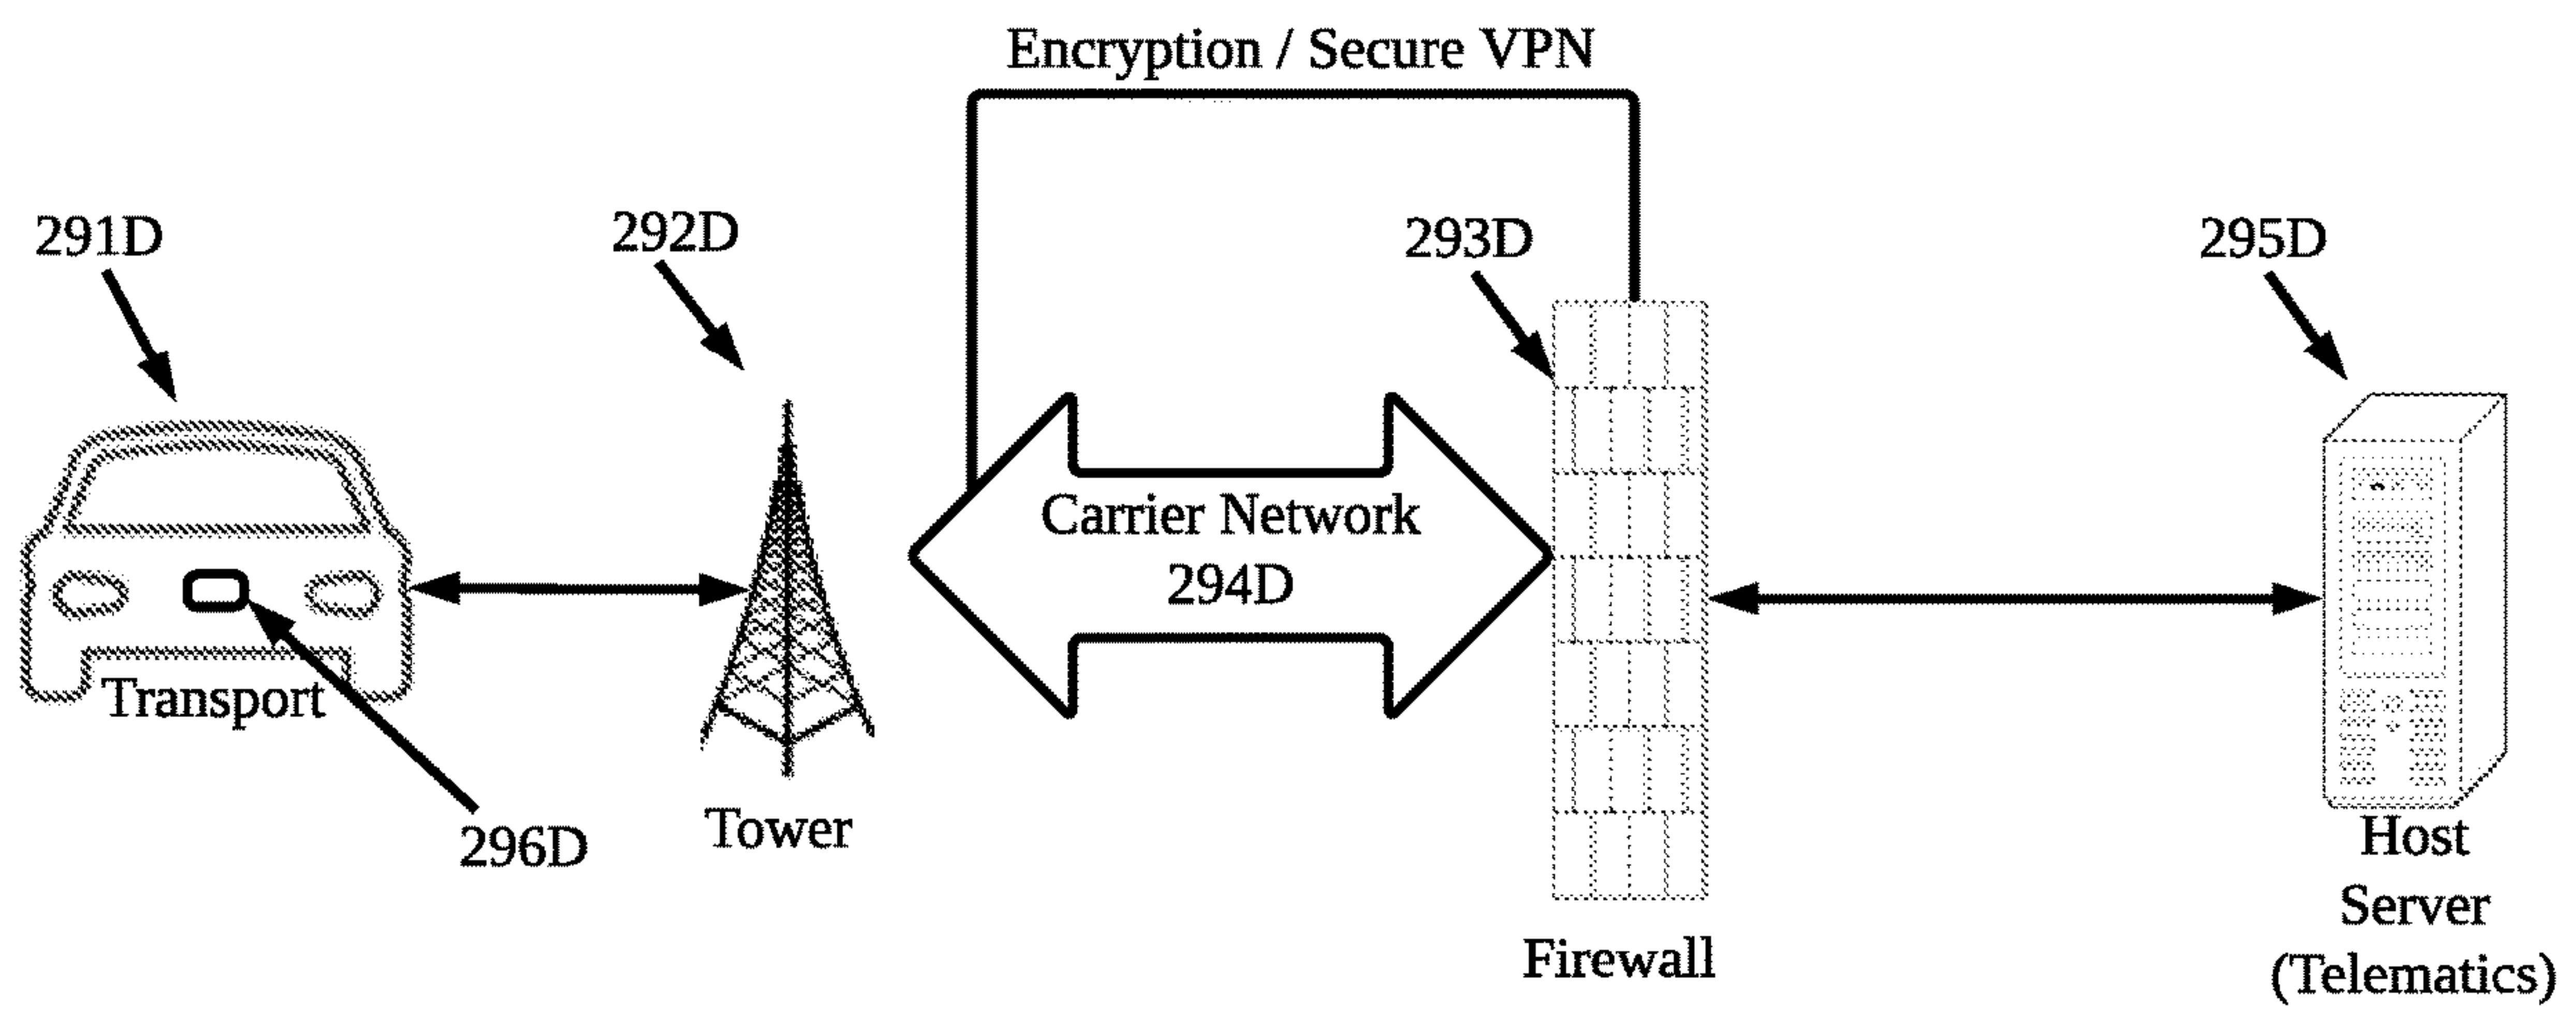 Encryption / Secure VPN
291D
292D
293D
295D
Carrier Network
294D
Transport
296D
Tower
Firewall
Host
Server
(Telematics)